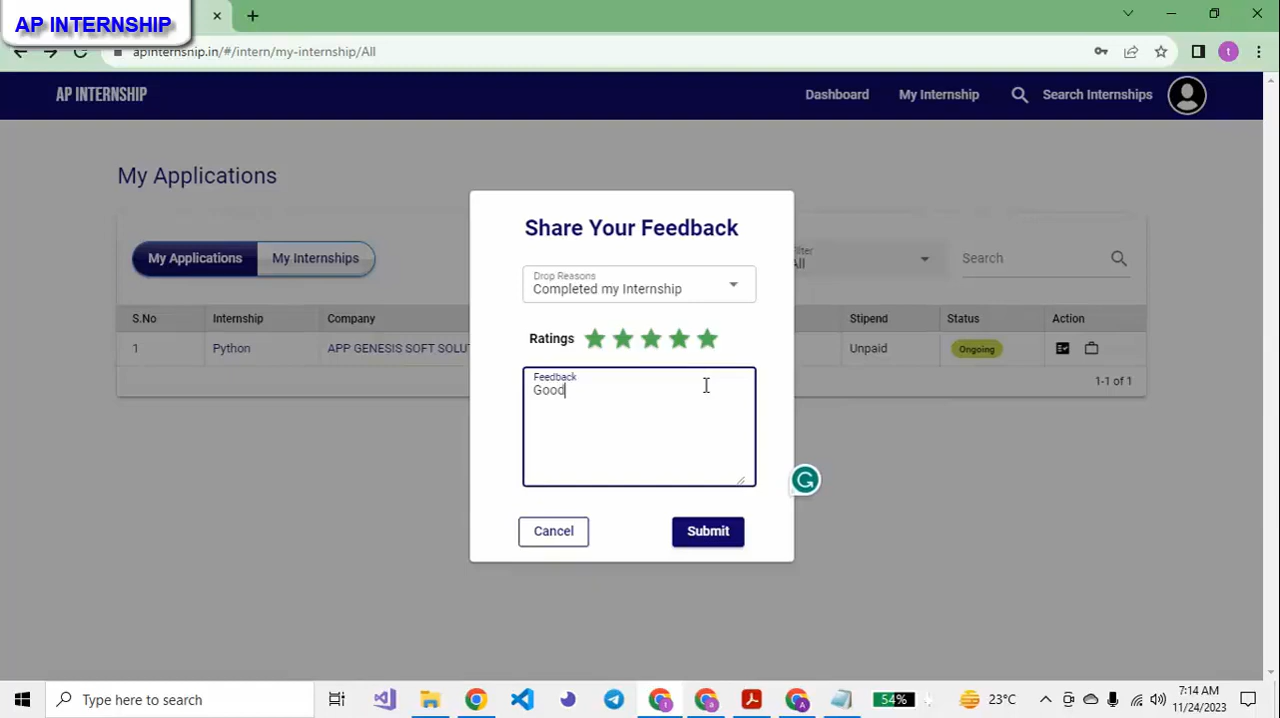 AP INTERNSHIP
apinternship.in/#/intern/my-internship/All
t
AP INTERNSHIP
Dashboard
My Internship
Search Internships
My Applications
My Applications
My Internships
Filter
All
Search
Share Your Feedback
Drop Reasons
Completed my Internship
Ratings
Feedback
Good
Cancel
Submit
S.No
Internship
Company
Stipend
Status
Action
1
Python
APP GENESIS SOFT SOLU
Unpaid
Ongoing
1-1 of 1
Type here to search
54%
23°C
7:14 AM
11/24/2023